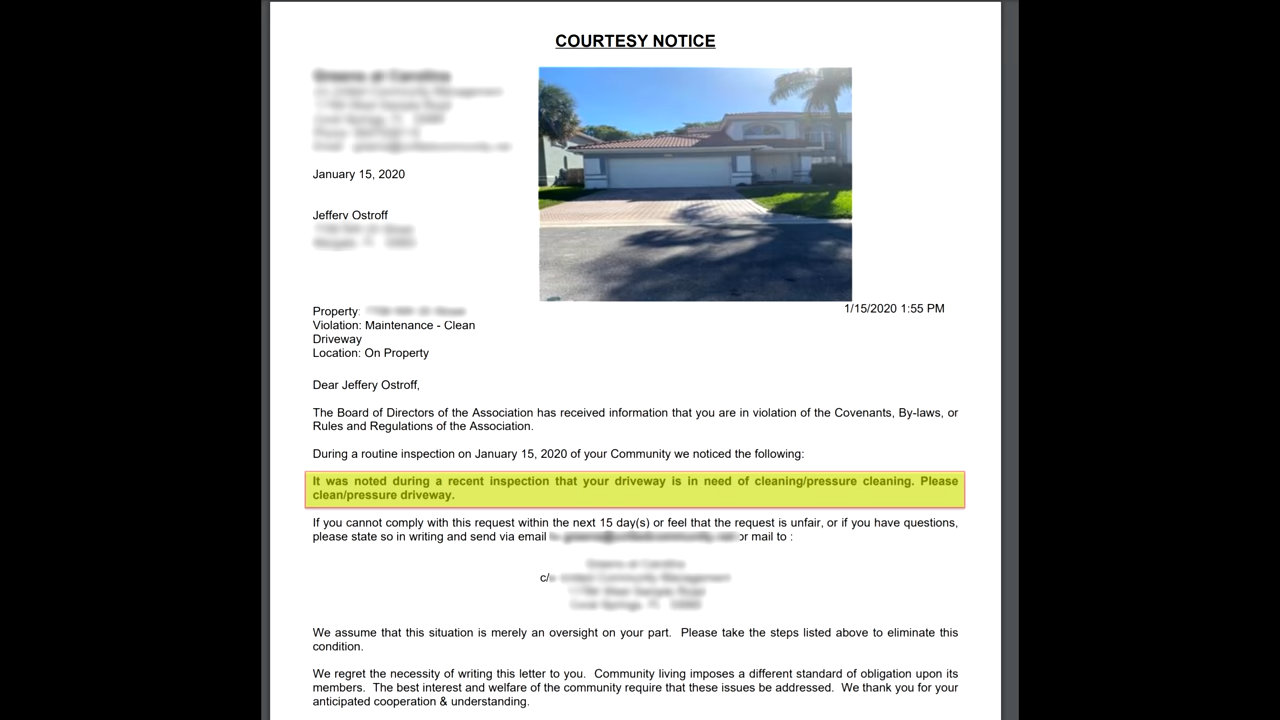 COURTESY NOTICE
January 15, 2020
Jeffery Ostroff
Property:
1/15/2020 1:55 PM
Violation: Maintenance - Clean
Driveway
Location: On Property
Dear Jeffery Ostroff,
The Board of Directors of the Association has received information that you are in violation of the Covenants, By-laws, or
Rules and Regulations of the Association.
During a routine inspection on January 15, 2020 of your Community we noticed the following:
It was noted during a recent inspection that your driveway is in need of cleaning/pressure cleaning. Please
clean/pressure driveway.
If you cannot comply with this request within the next 15 day(s) or feel that the request is unfair, or if you have questions,
please state so in writing and send via email or mail to :
c/
We assume that this situation is merely an oversight on your part. Please take the steps listed above to eliminate this
condition.
We regret the necessity of writing this letter to you. Community living imposes a different standard of obligation upon its
members. The best interest and welfare of the community require that these issues be addressed. We thank you for your
anticipated cooperation & understanding.